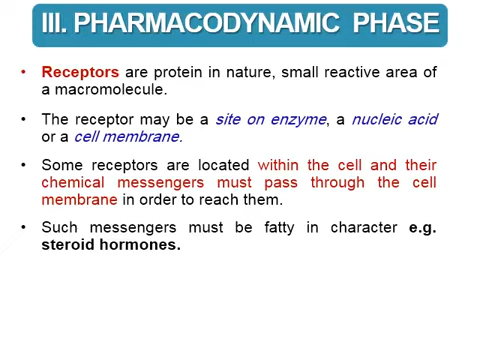 III. PHARMACODYNAMIC PHASE
• Receptors are protein in nature, small reactive area of
a macromolecule.
• The receptor may be a site on enzyme, a nucleic acid
or a cell membrane.
• Some receptors are located within the cell and their
chemical messengers must pass through the cell
membrane in order to reach them.
• Such messengers must be fatty in character e.g.
steroid hormones.